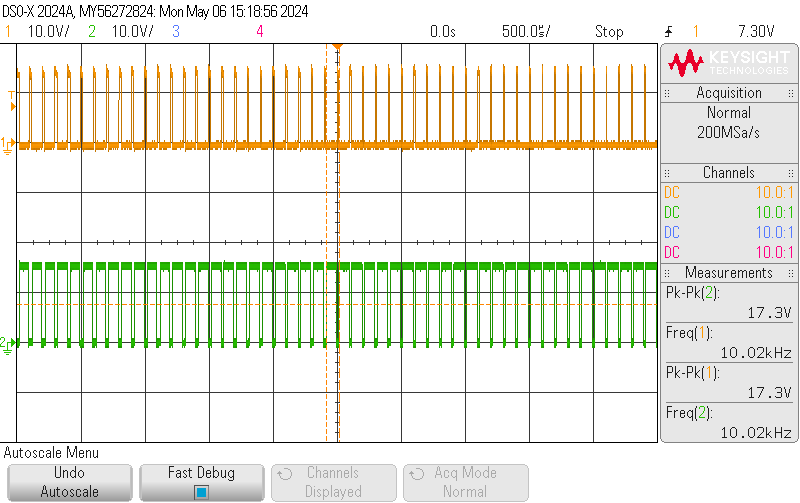 DSO-X 2024A, MY56272824: Mon May 06 15:18:56 2024
1 10.0V/ 2 10.0V/ 3 4 0.0s 500.0µs/ Stop 1 7.30V
T
1
2
KEYSIGHT
TECHNOLOGIES
Acquisition
Normal
200MSa/s
Channels
DC 10.0:1
DC 10.0:1
DC 10.0:1
DC 10.0:1
Measurements
Pk-Pk(2):
17.3V
Freq(1):
10.02kHz
Pk-Pk(1):
17.3V
Freq(2):
10.02kHz
Autoscale Menu
Undo
Autoscale
Fast Debug
Channels
Displayed
Acq Mode
Normal